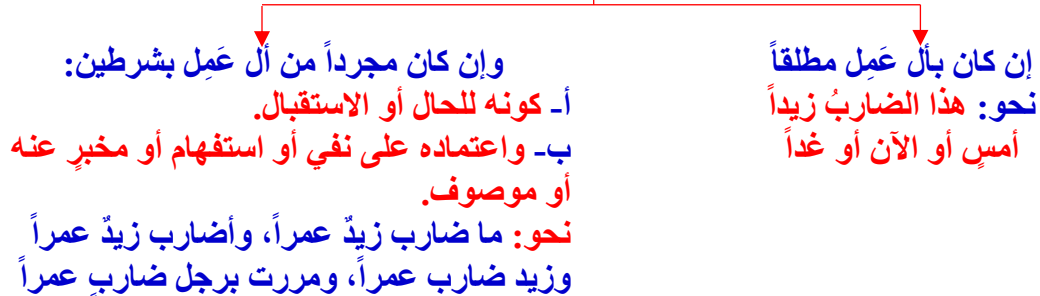 إن كان بأل عَمِل مطلقاً
نحو: هذا الضاربُ زيداً
أمسِ أو الآن أو غداً
وإن كان مجرداً من أل عَمِل بشرطين:
أ- كونه للحال أو الاستقبال.
ب- واعتماده على نفي أو استفهام أو مخبرٍ عنه
أو موصوف.
نحو: ما ضارب زيدٌ عمراً، وأضارب زيدٌ عمراً
وزيد ضارب عمراً، ومررت برجل ضاربٍ عمراً